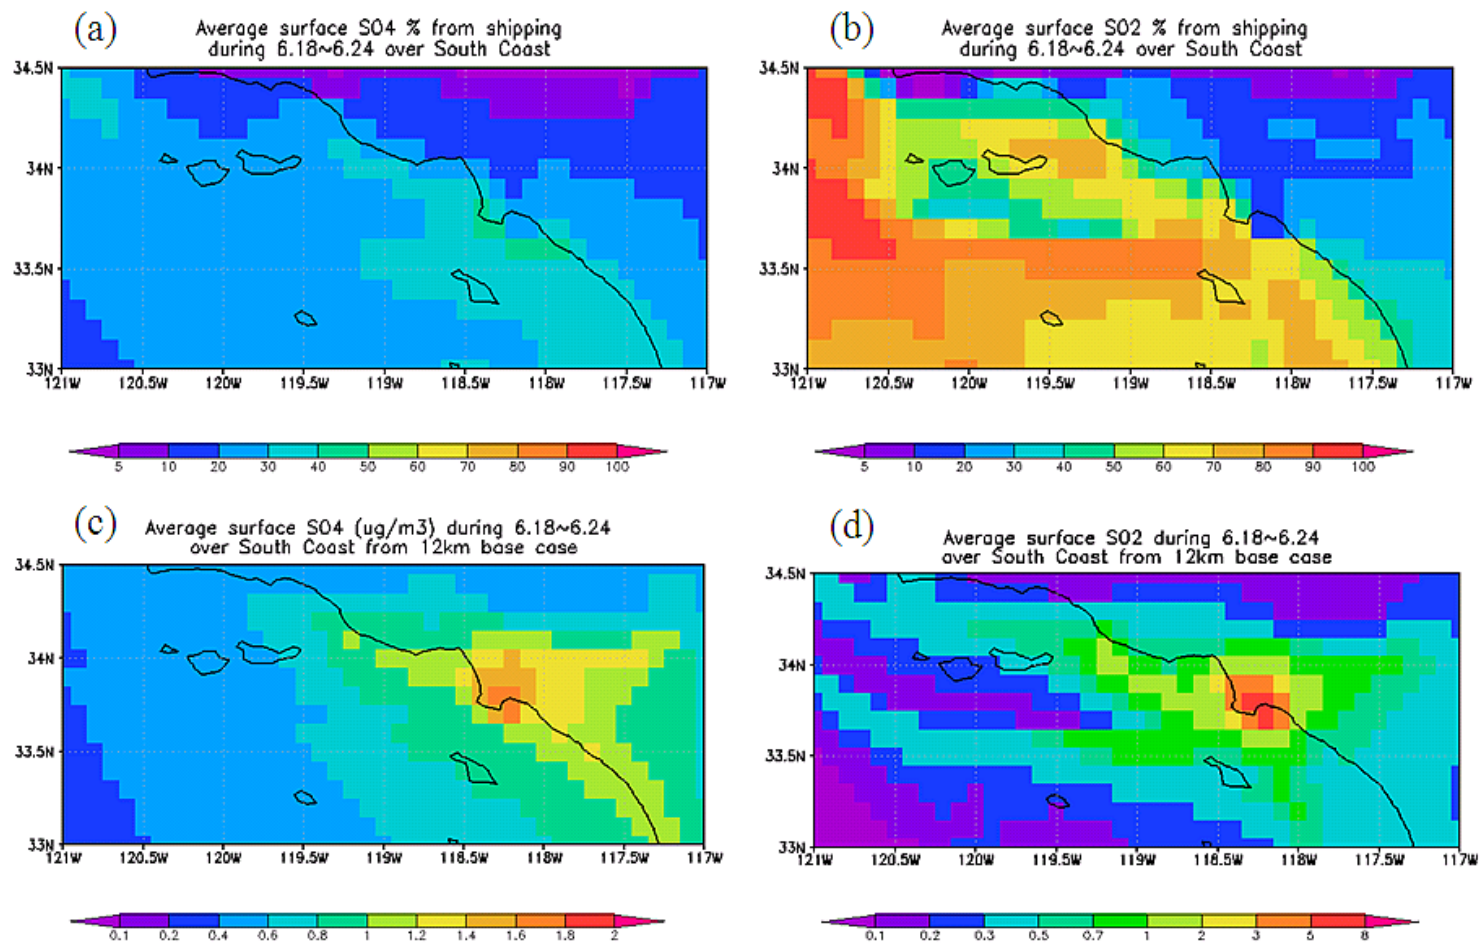 (a)
Average surface SO4 % from shipping
during 6.18~6.24 over South Coast
34.5N
34N
33.5N
33N
121W 120.5W 120W 119.5W 119W 118.5W 118W 117.5W 117W
5 10 20 30 40 50 60 70 80 90 100
(b)
Average surface SO2 % from shipping
during 6.18~6.24 over South Coast
34.5N
34N
33.5N
33N
121W 120.5W 120W 119.5W 119W 118.5W 118W 117.5W 117W
5 10 20 30 40 50 60 70 80 90 100
(c)
Average surface SO4 (ug/m3) during 6.18~6.24
over South Coast from 12km base case
34.5N
34N
33.5N
33N
121W 120.5W 120W 119.5W 119W 118.5W 118W 117.5W 117W
0.1 0.2 0.4 0.6 0.8 1 1.2 1.4 1.6 1.8 2
(d)
Average surface SO2 during 6.18~6.24
over South Coast from 12km base case
34.5N
34N
33.5N
33N
121W 120.5W 120W 119.5W 119W 118.5W 118W 117.5W 117W
0.1 0.2 0.3 0.5 0.7 1 2 3 5 8